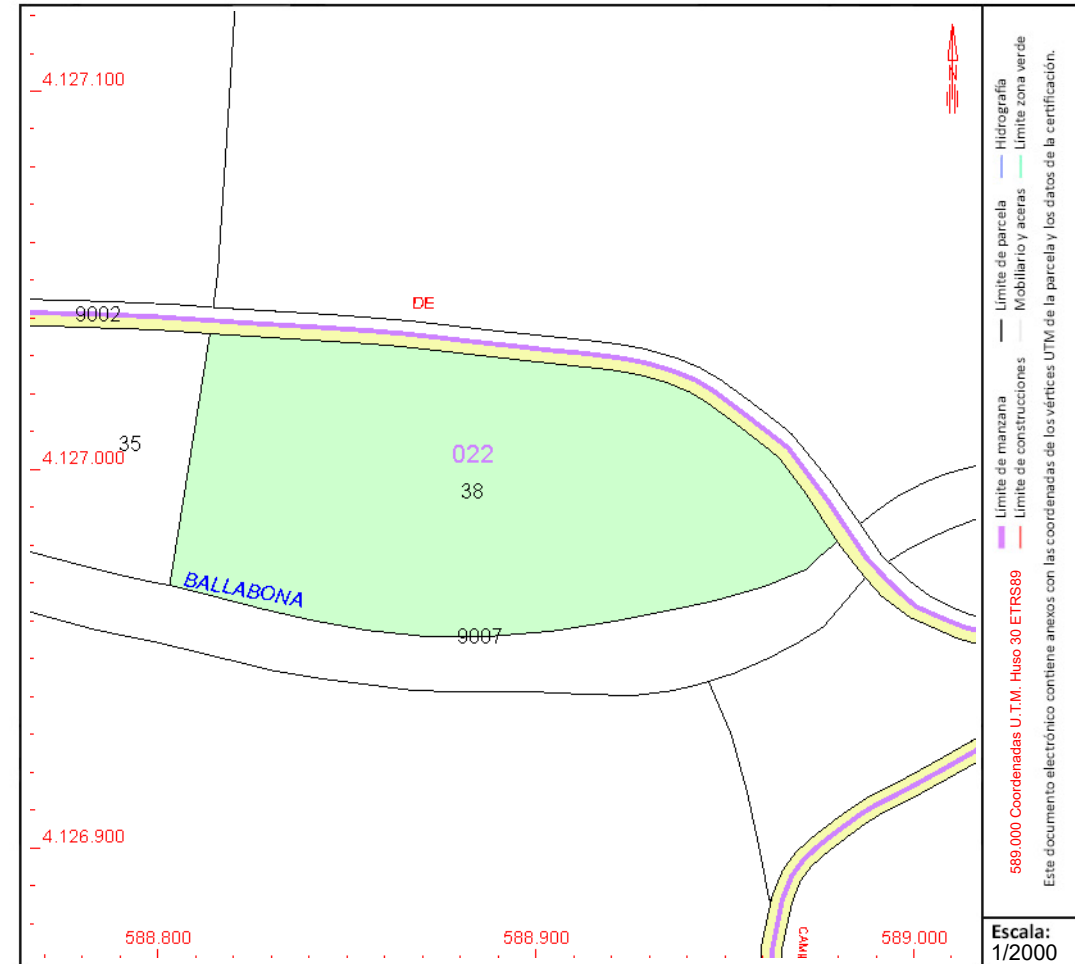 4.127.100
N
DE
9002
35
4.127.000
022
38
BALLABONA
9007
4.126.900
588.800
588.900
589.000
CAMI
Límite de manzana
Límite de parcela
Hidrografía
589.000 Coordenadas U.T.M. Huso 30 ETRS89
Límite de construcciones
Mobiliario y aceras
Límite zona verde
Este documento electrónico contiene anexos con las coordenadas de los vértices UTM de la parcela y los datos de la certificación.
Escala:
1/2000